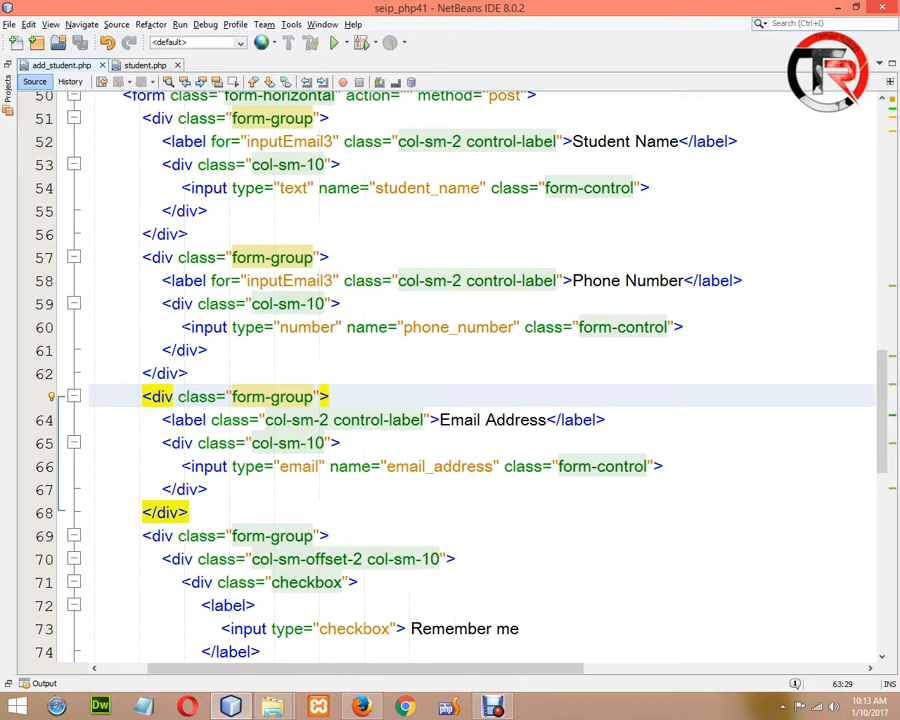 seip_php41 - NetBeans IDE 8.0.2
File Edit View Navigate Source Refactor Run Debug Profile Team Tools Window Help
<default>
Search (Ctrl+I)
add_student.php student.php
TR
Source History
Projects
50 <form class="form-horizontal" action="" method="post">
51 <div class="form-group">
52 <label for="inputEmail3" class="col-sm-2 control-label">Student Name</label>
53 <div class="col-sm-10">
54 <input type="text" name="student_name" class="form-control">
55 </div>
56 </div>
57 <div class="form-group">
58 <label for="inputEmail3" class="col-sm-2 control-label">Phone Number</label>
59 <div class="col-sm-10">
60 <input type="number" name="phone_number" class="form-control">
61 </div>
62 </div>
<div class="form-group">
64 <label class="col-sm-2 control-label">Email Address</label>
65 <div class="col-sm-10">
66 <input type="email" name="email_address" class="form-control">
67 </div>
68 </div>
69 <div class="form-group">
70 <div class="col-sm-offset-2 col-sm-10">
71 <div class="checkbox">
72 <label>
73 <input type="checkbox"> Remember me
74 </label>
Output
63:29 INS
Dw
php
10:13 AM
1/10/2017